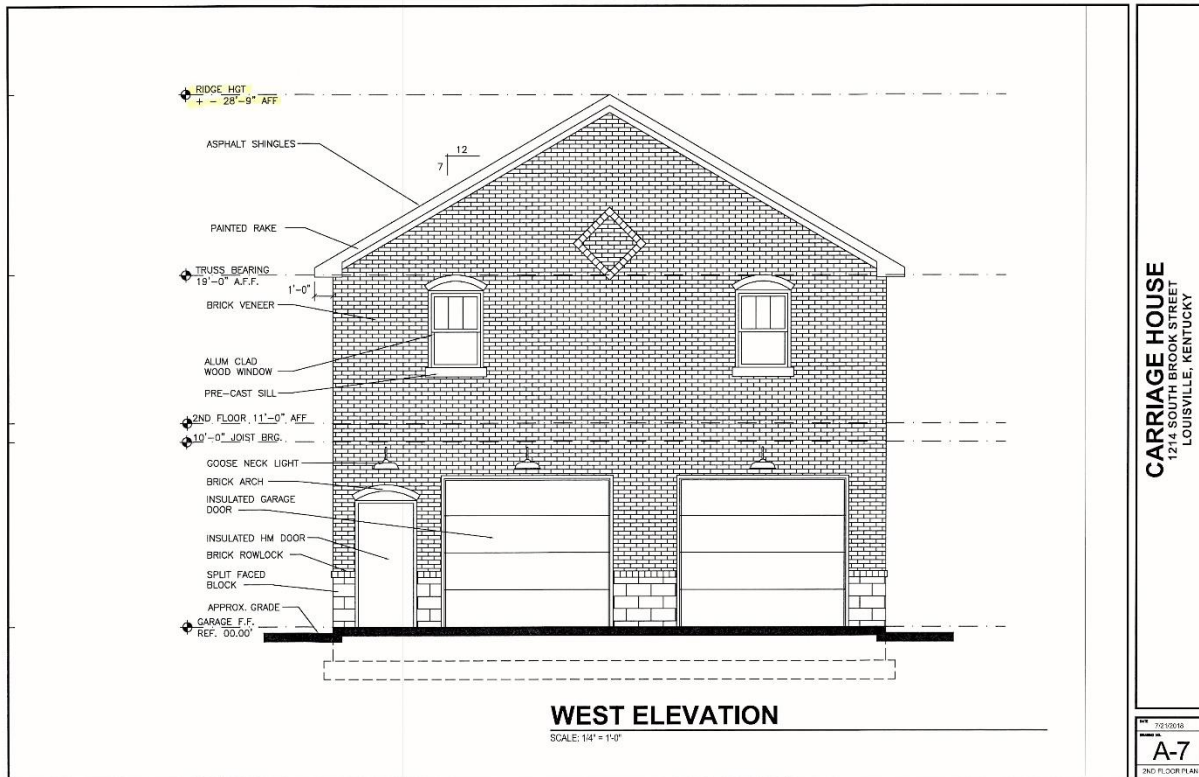 RIDGE HGT
+ - 28'-9" AFF
ASPHALT SHINGLES
12
7
PAINTED RAKE
TRUSS BEARING
19'-0" A.F.F.
1'-0"
BRICK VENEER
ALUM CLAD
WOOD WINDOW
PRE-CAST SILL
2ND FLOOR 11'-0" AFF
10'-0" JOIST BRG.
GOOSE NECK LIGHT
BRICK ARCH
INSULATED GARAGE
DOOR
INSULATED HM DOOR
BRICK ROWLOCK
SPLIT FACED
BLOCK
APPROX. GRADE
GARAGE F.F.
REF. 00.00'
WEST ELEVATION
SCALE: 1/4" = 1'-0"
CARRIAGE HOUSE
1214 SOUTH BROOK STREET
LOUISVILLE, KENTUCKY
DATE 7/21/2018
A-7
2ND FLOOR PLAN